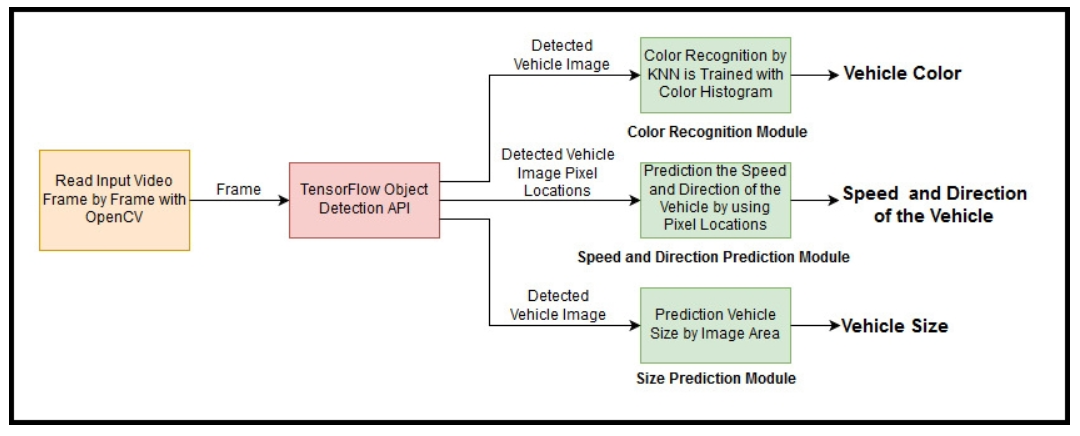 Read Input Video
Frame by Frame with
OpenCV
Frame
TensorFlow Object
Detection API
Detected
Vehicle Image
Color Recognition by
KNN is Trained with
Color Histogram
Vehicle Color
Color Recognition Module
Detected Vehicle
Image Pixel
Locations
Prediction the Speed
and Direction of the
Vehicle by using
Pixel Locations
Speed and Direction
of the Vehicle
Speed and Direction Prediction Module
Detected
Vehicle Image
Prediction Vehicle
Size by Image Area
Vehicle Size
Size Prediction Module